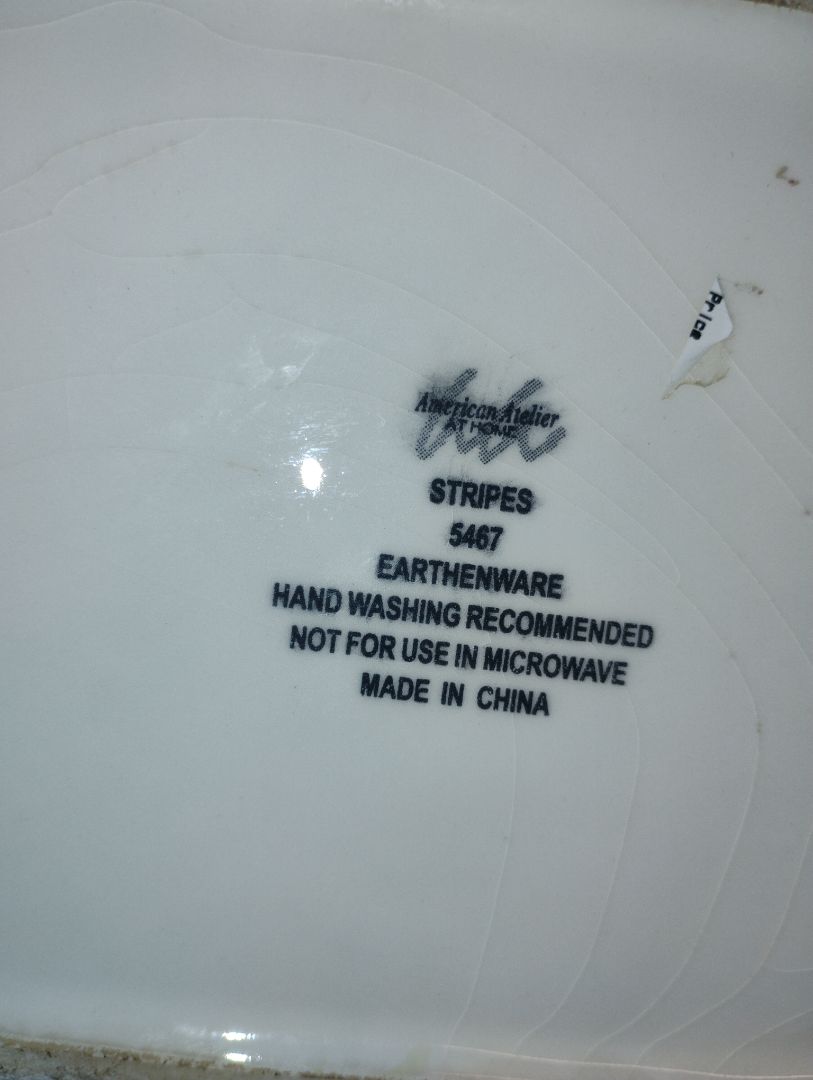 American Atelier
AT HOME
STRIPES
5467
EARTHENWARE
HAND WASHING RECOMMENDED
NOT FOR USE IN MICROWAVE
MADE IN CHINA
Price